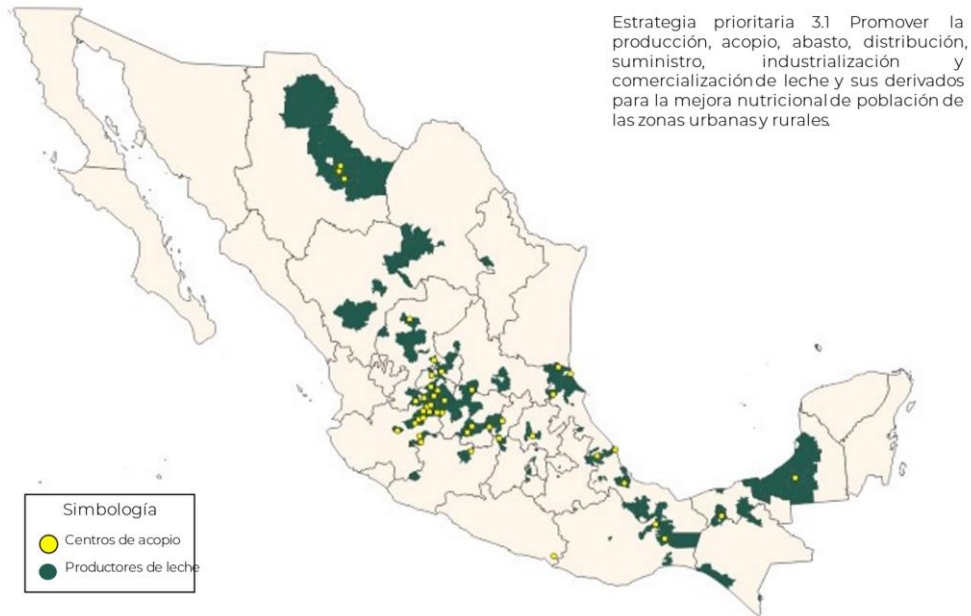 Estrategia prioritaria 3.1 Promover la
producción, acopio, abasto, distribución,
suministro, industrialización y
comercialización de leche y sus derivados
para la mejora nutricional de población de
las zonas urbanas y rurales.
Simbología
Centros de acopio
Productores de leche